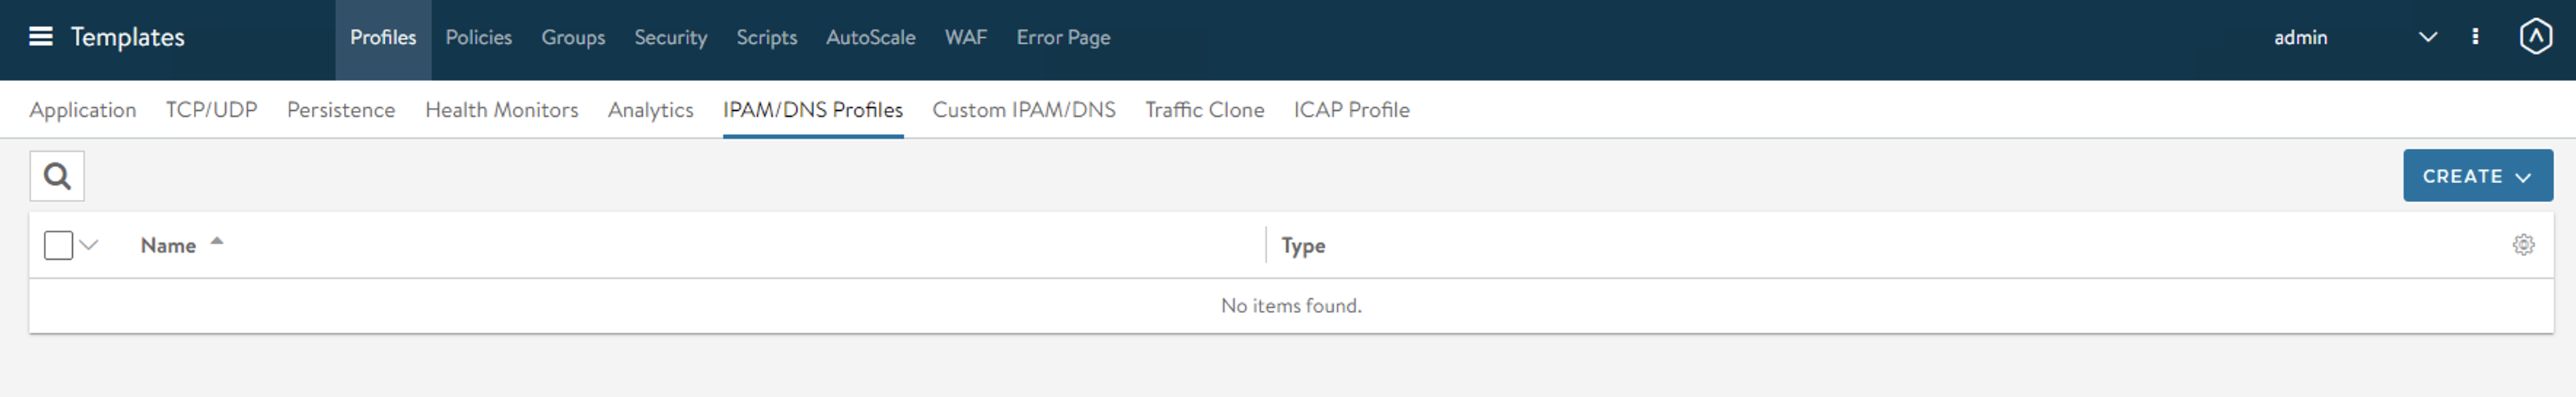 Templates Profiles Policies Groups Security Scripts AutoScale WAF Error Page admin
Application TCP/UDP Persistence Health Monitors Analytics IPAM/DNS Profiles Custom IPAM/DNS Traffic Clone ICAP Profile
CREATE
Name Type
No items found.